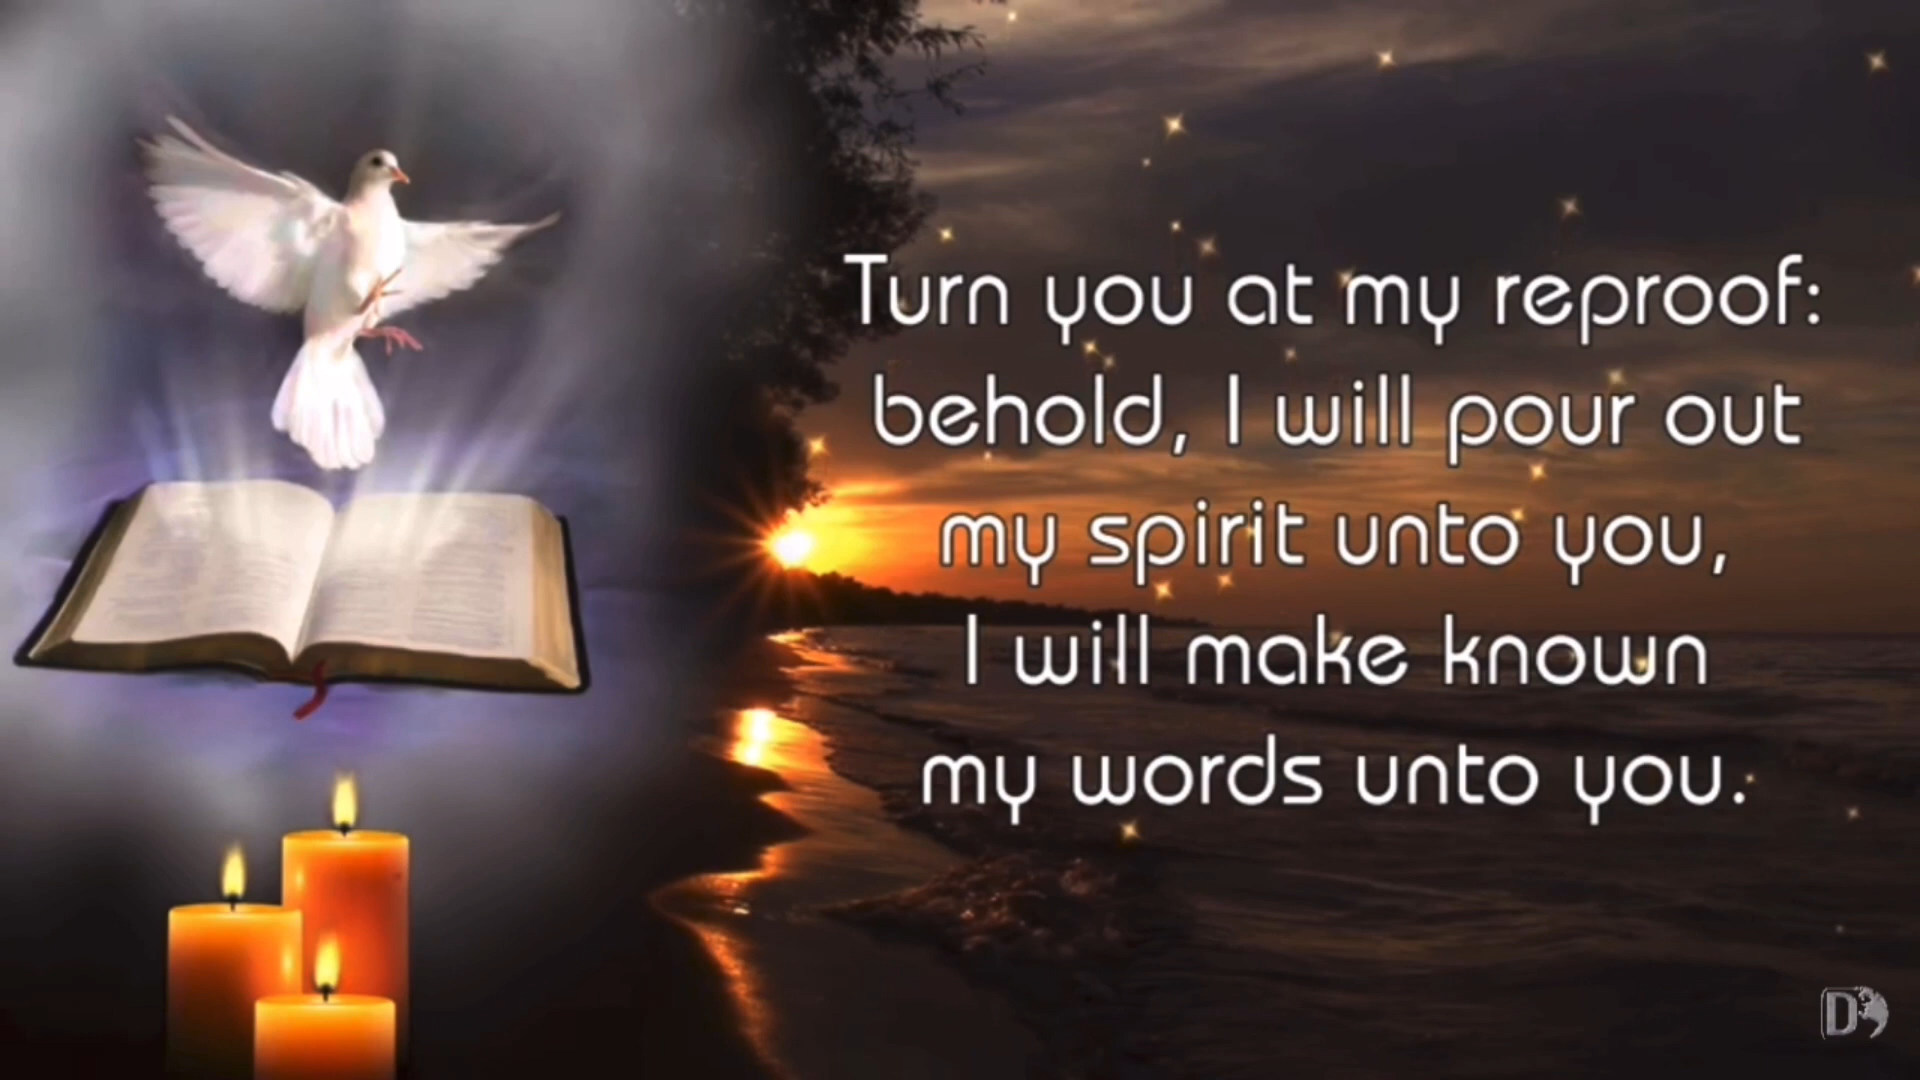 Turn you at my reproof:
behold, I will pour out
my spirit unto you,
I will make known
my words unto you.
D